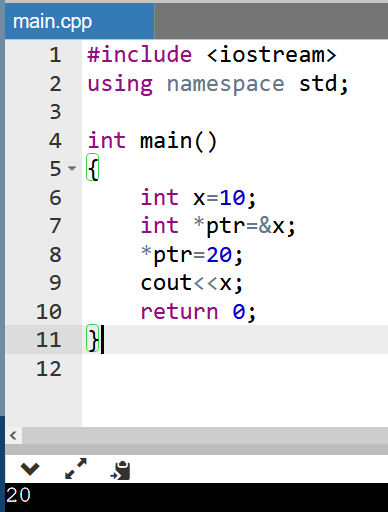 main.cpp
1 #include <iostream>
2 using namespace std;
3
4 int main()
5 {
6     int x=10;
7     int *ptr=&x;
8     *ptr=20;
9     cout<<x;
10     return 0;
11 }
12
20